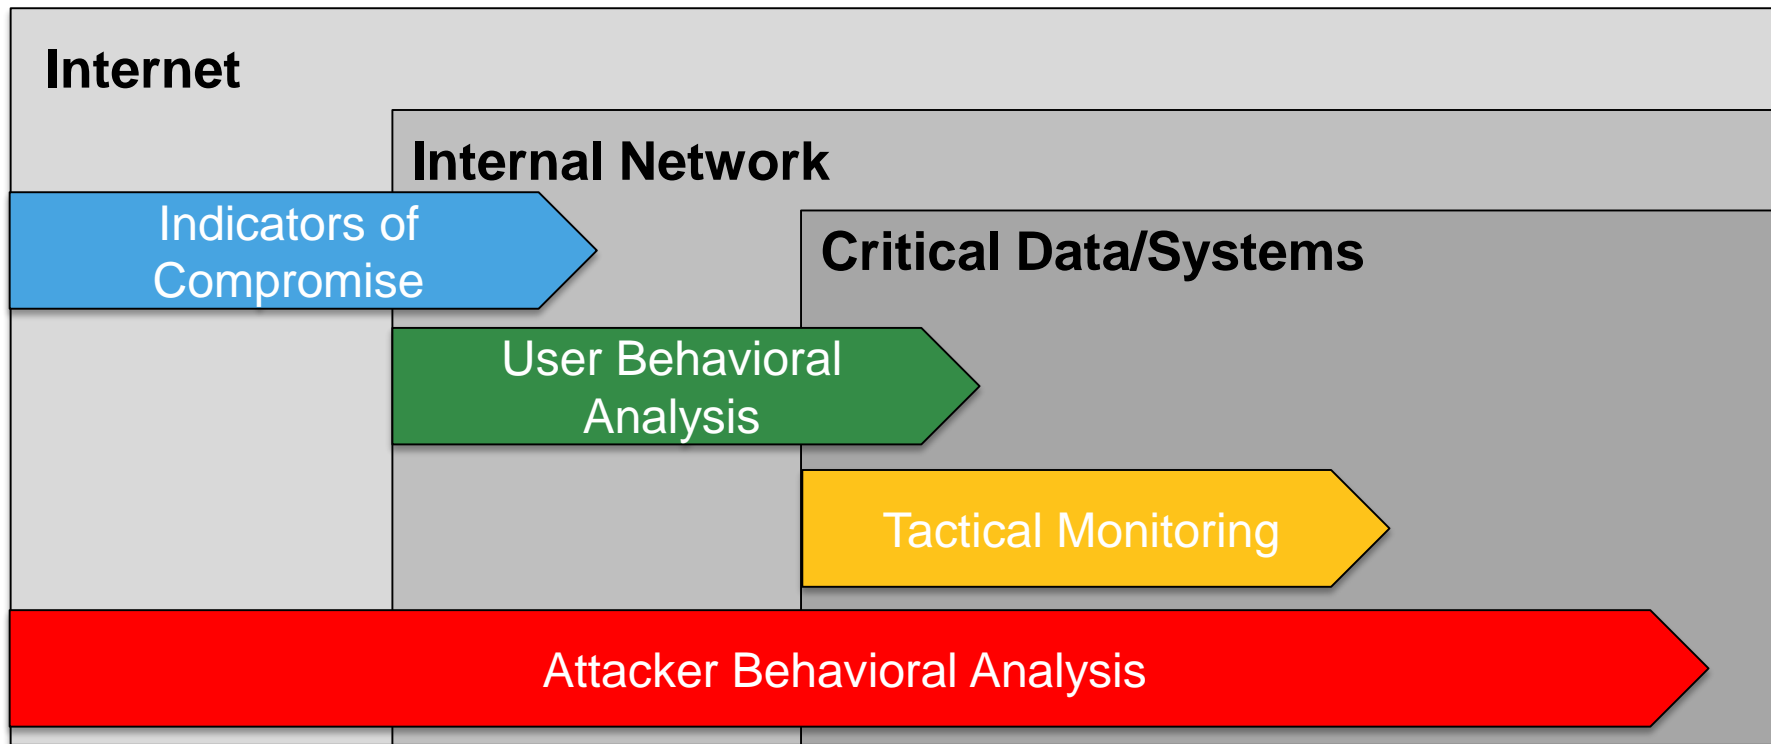 Internet
Internal Network
Indicators of
Compromise
Critical Data/Systems
User Behavioral
Analysis
Tactical Monitoring
Attacker Behavioral Analysis